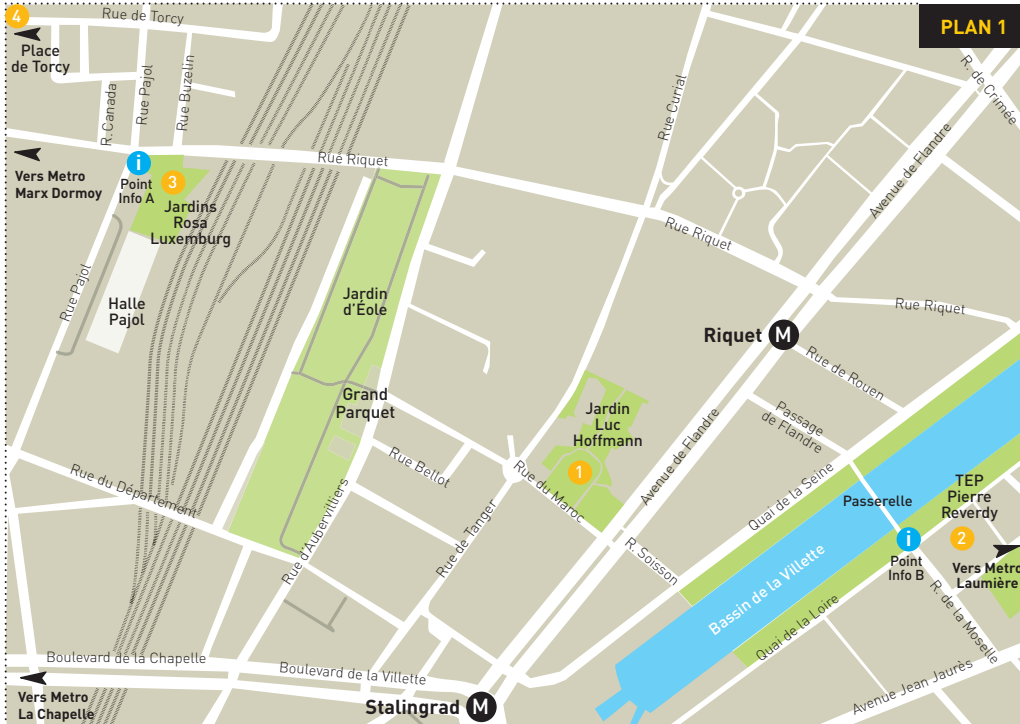 4
Rue de Torcy
PLAN 1
Place
de Torcy
R. Canada
Rue Pajol
Rue Buzelin
Rue Curial
R. de Crimée
Avenue de Flandre
Rue Riquet
i
Vers Metro
Marx Dormoy
Point
Info A
3
Jardins
Rosa
Luxemburg
Rue Riquet
Rue Pajol
Halle
Pajol
Jardin
d'Éole
Rue Riquet
Riquet M
Rue de Rouen
Grand
Parquet
Jardin
Luc
Hoffmann
1
Passage
de Flandre
Avenue de Flandre
Rue Bellot
Rue du Maroc
Rue du Département
Quai de la Seine
Passerelle
TEP
Pierre
Reverdy
2
i
Point
Info B
Vers Metro
Laumière
Rue d'Aubervilliers
Rue de Tanger
R. Soisson
Bassin de la Villette
Quai de la Loire
R. de la Moselle
Boulevard de la Chapelle
Boulevard de la Villette
Avenue Jean Jaurès
Vers Metro
La Chapelle
Stalingrad M